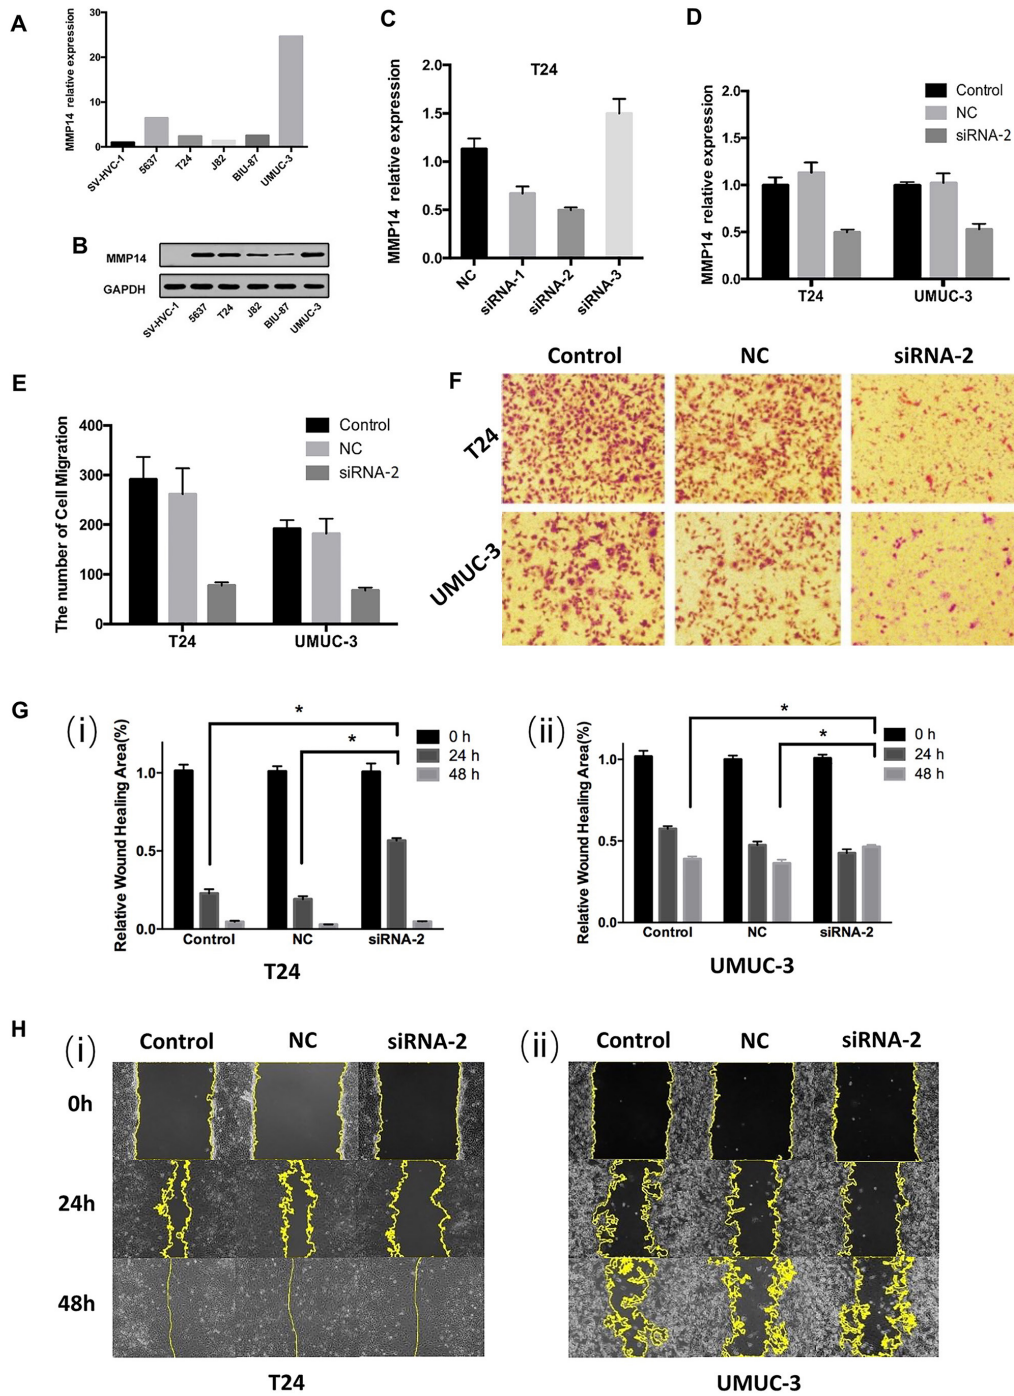 A
MMP14 relative expression
30
20
10
0
SV-HVC-1
5637
T24
J82
BIU-87
UMUC-3
B
MMP14
GAPDH
SV-HVC-1
5637
T24
J82
BIU-87
UMUC-3
C
T24
MMP14 relative expression
2.0
1.5
1.0
0.5
0.0
NC
siRNA-1
siRNA-2
siRNA-3
D
Control
NC
siRNA-2
MMP14 relative expression
2.0
1.5
1.0
0.5
0.0
T24
UMUC-3
E
Control
NC
siRNA-2
The number of Cell Migration
400
300
200
100
0
T24
UMUC-3
F
Control
NC
siRNA-2
T24
UMUC-3
G
(i)
*
*
0 h
24 h
48 h
Relative Wound Healing Area(%)
1.0
0.5
0.0
Control
NC
siRNA-2
T24
(ii)
*
*
0 h
24 h
48 h
Relative Wound Healing Area(%)
1.0
0.5
0.0
Control
NC
siRNA-2
UMUC-3
H
(i)
Control
NC
siRNA-2
(ii)
Control
NC
siRNA-2
0h
24h
48h
T24
UMUC-3